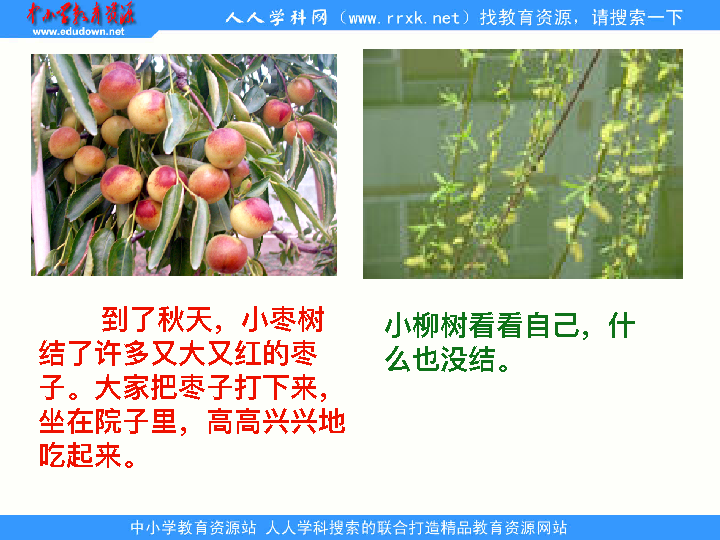 中小学教育资源
www.edudown.net
人人学科网（www.rrxk.net）找教育资源，请搜索一下
到了秋天，小枣树
结了许多又大又红的枣
子。大家把枣子打下来，
坐在院子里，高高兴兴地
吃起来。
小柳树看看自己，什
么也没结。
中小学教育资源站 人人学科搜索的联合打造精品教育资源网站